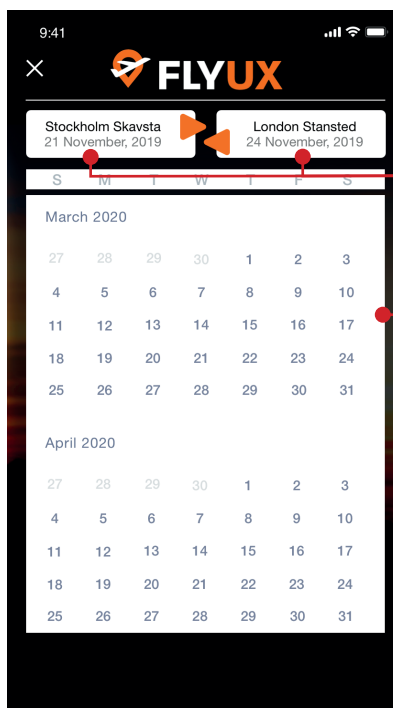 9:41
FLYUX
Stockholm Skavsta
21 November, 2019
London Stansted
24 November, 2019
S M T W T F S
March 2020
27 28 29 30 1 2 3
4 5 6 7 8 9 10
11 12 13 14 15 16 17
18 19 20 21 22 23 24
25 26 27 28 29 30 31
April 2020
27 28 29 30 1 2 3
4 5 6 7 8 9 10
11 12 13 14 15 16 17
18 19 20 21 22 23 24
25 26 27 28 29 30 31